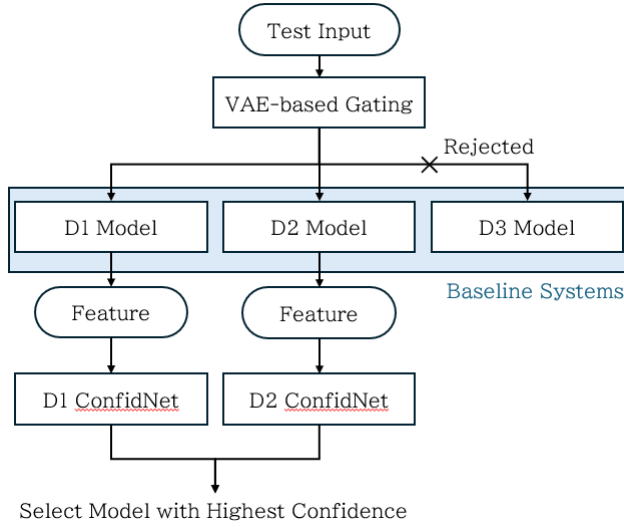 Test Input
VAE-based Gating
Rejected
D1 Model
D2 Model
D3 Model
Baseline Systems
Feature
Feature
D1 ConfidNet
D2 ConfidNet
Select Model with Highest Confidence